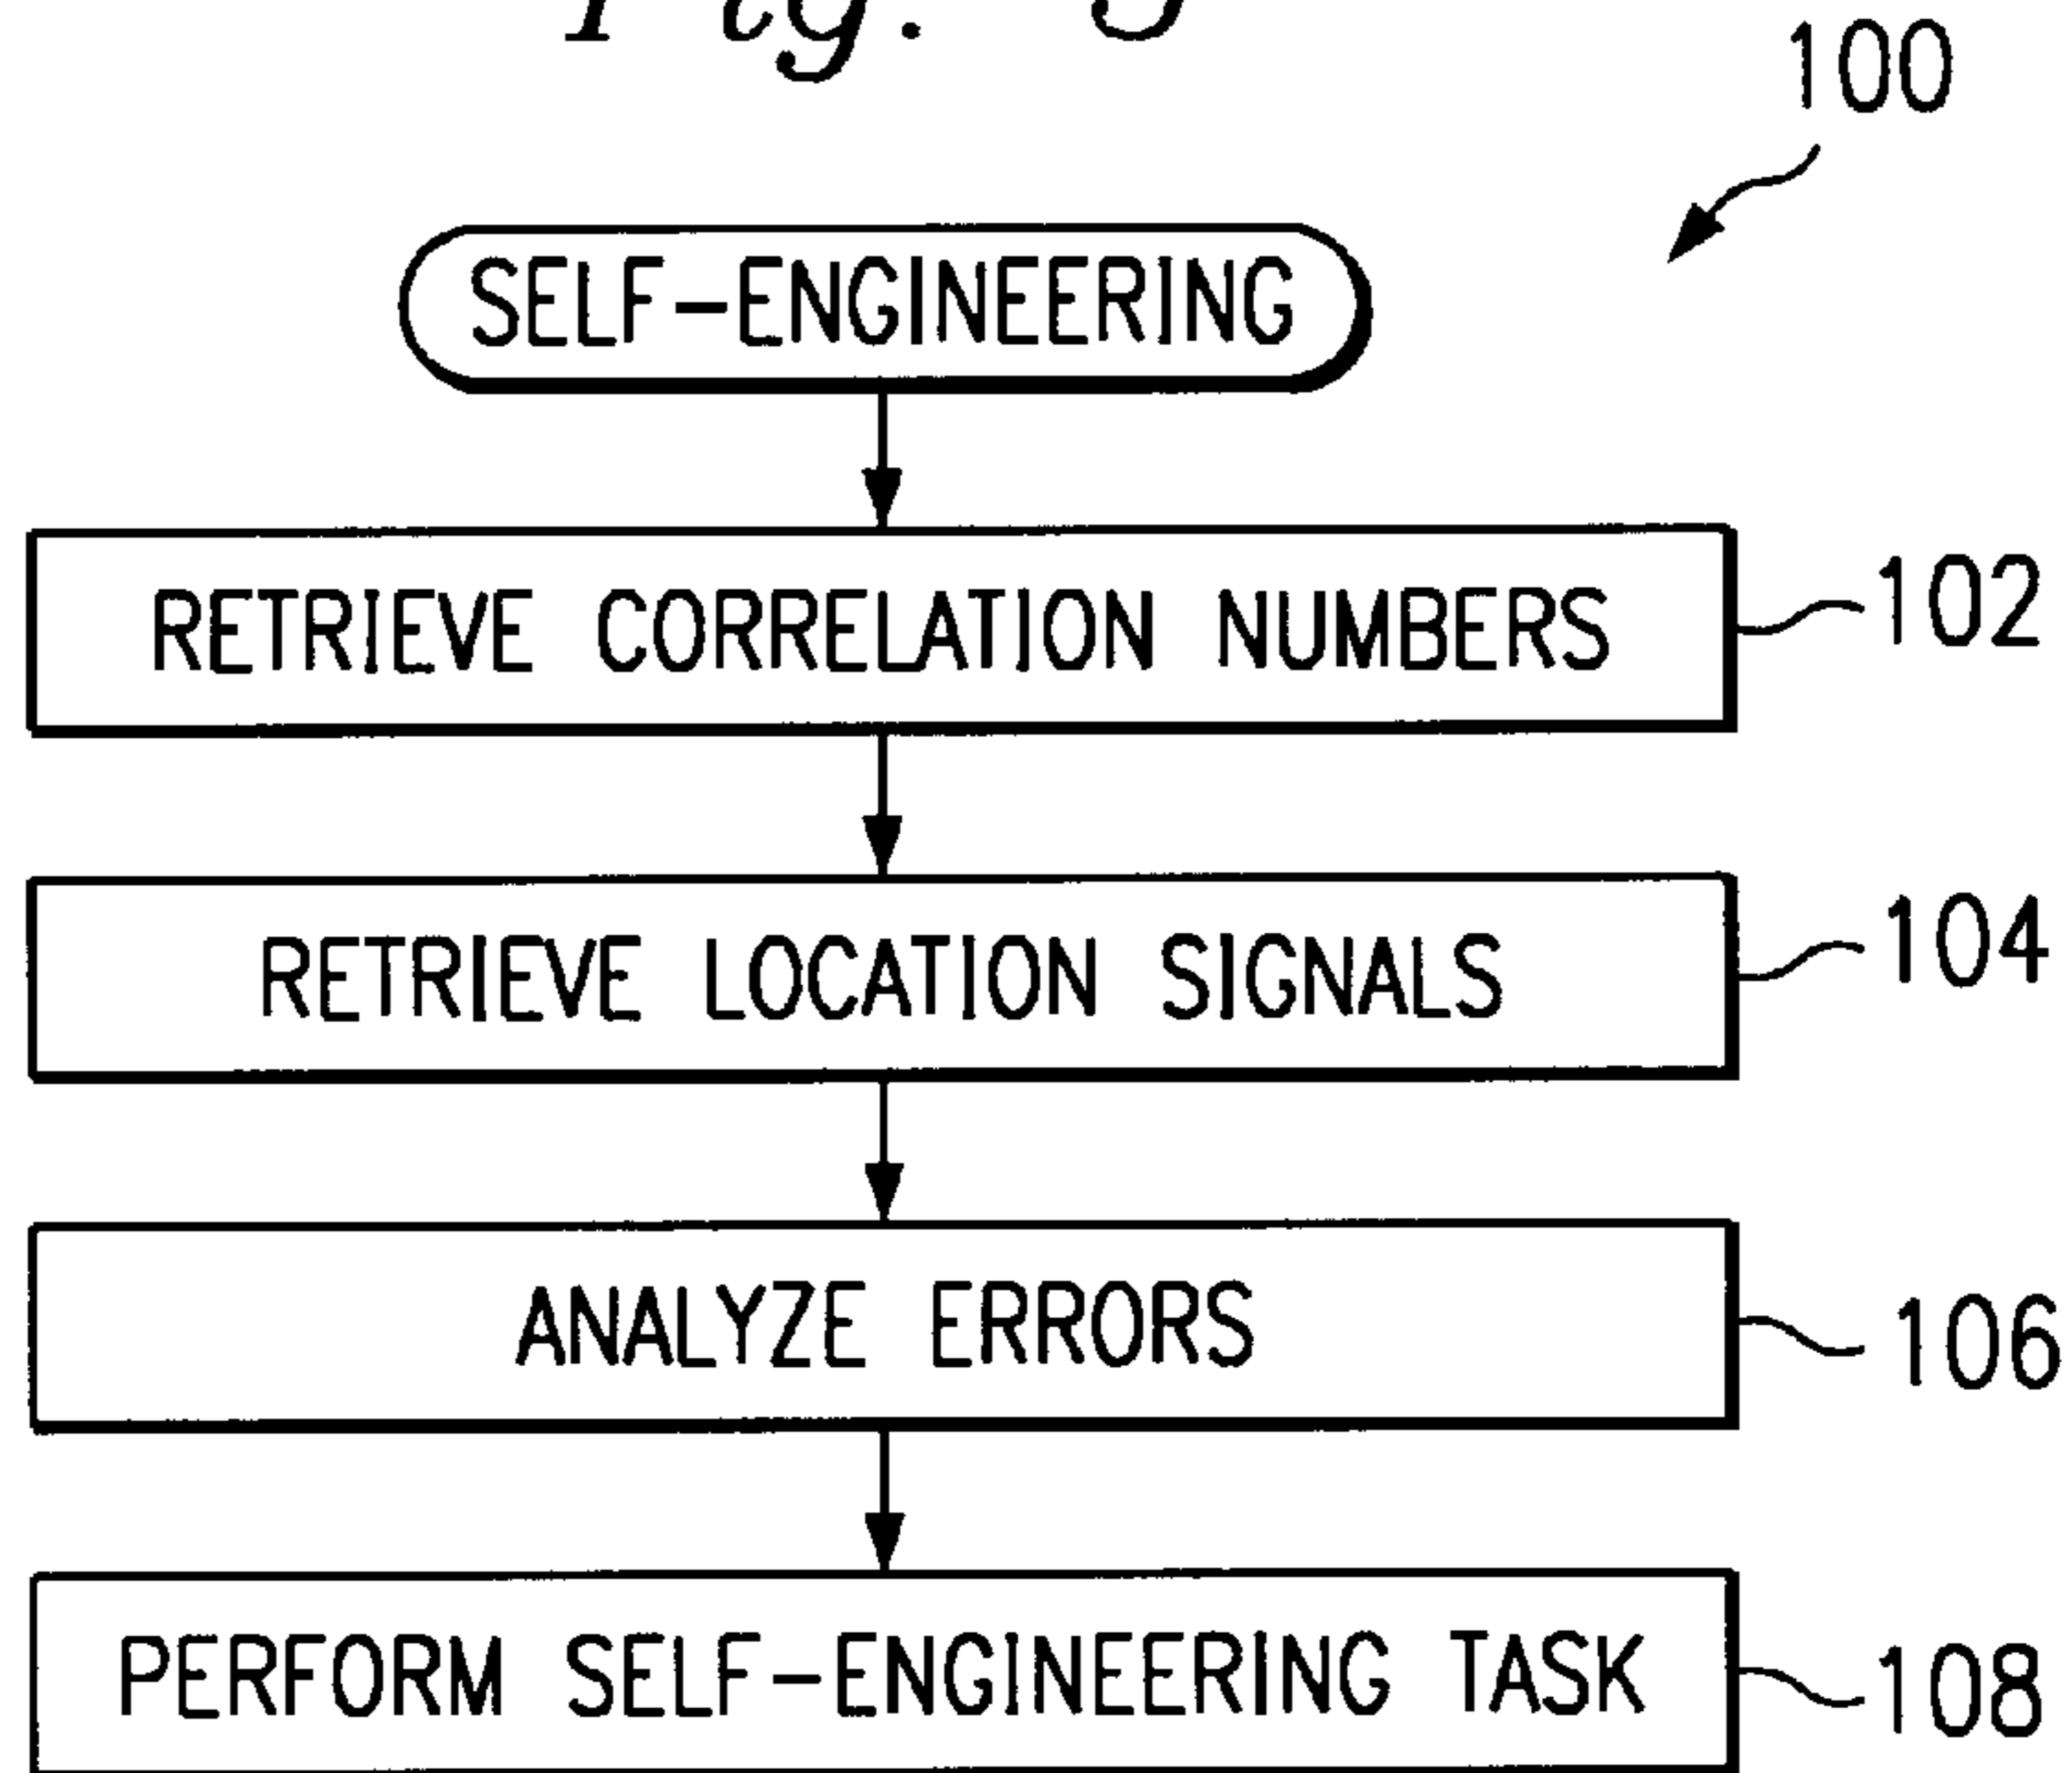 Fig.
100
SELF-ENGINEERING
RETRIEVE CORRELATION NUMBERS
102
RETRIEVE LOCATION SIGNALS
104
ANALYZE ERRORS
106
PERFORM SELF-ENGINEERING TASK
108